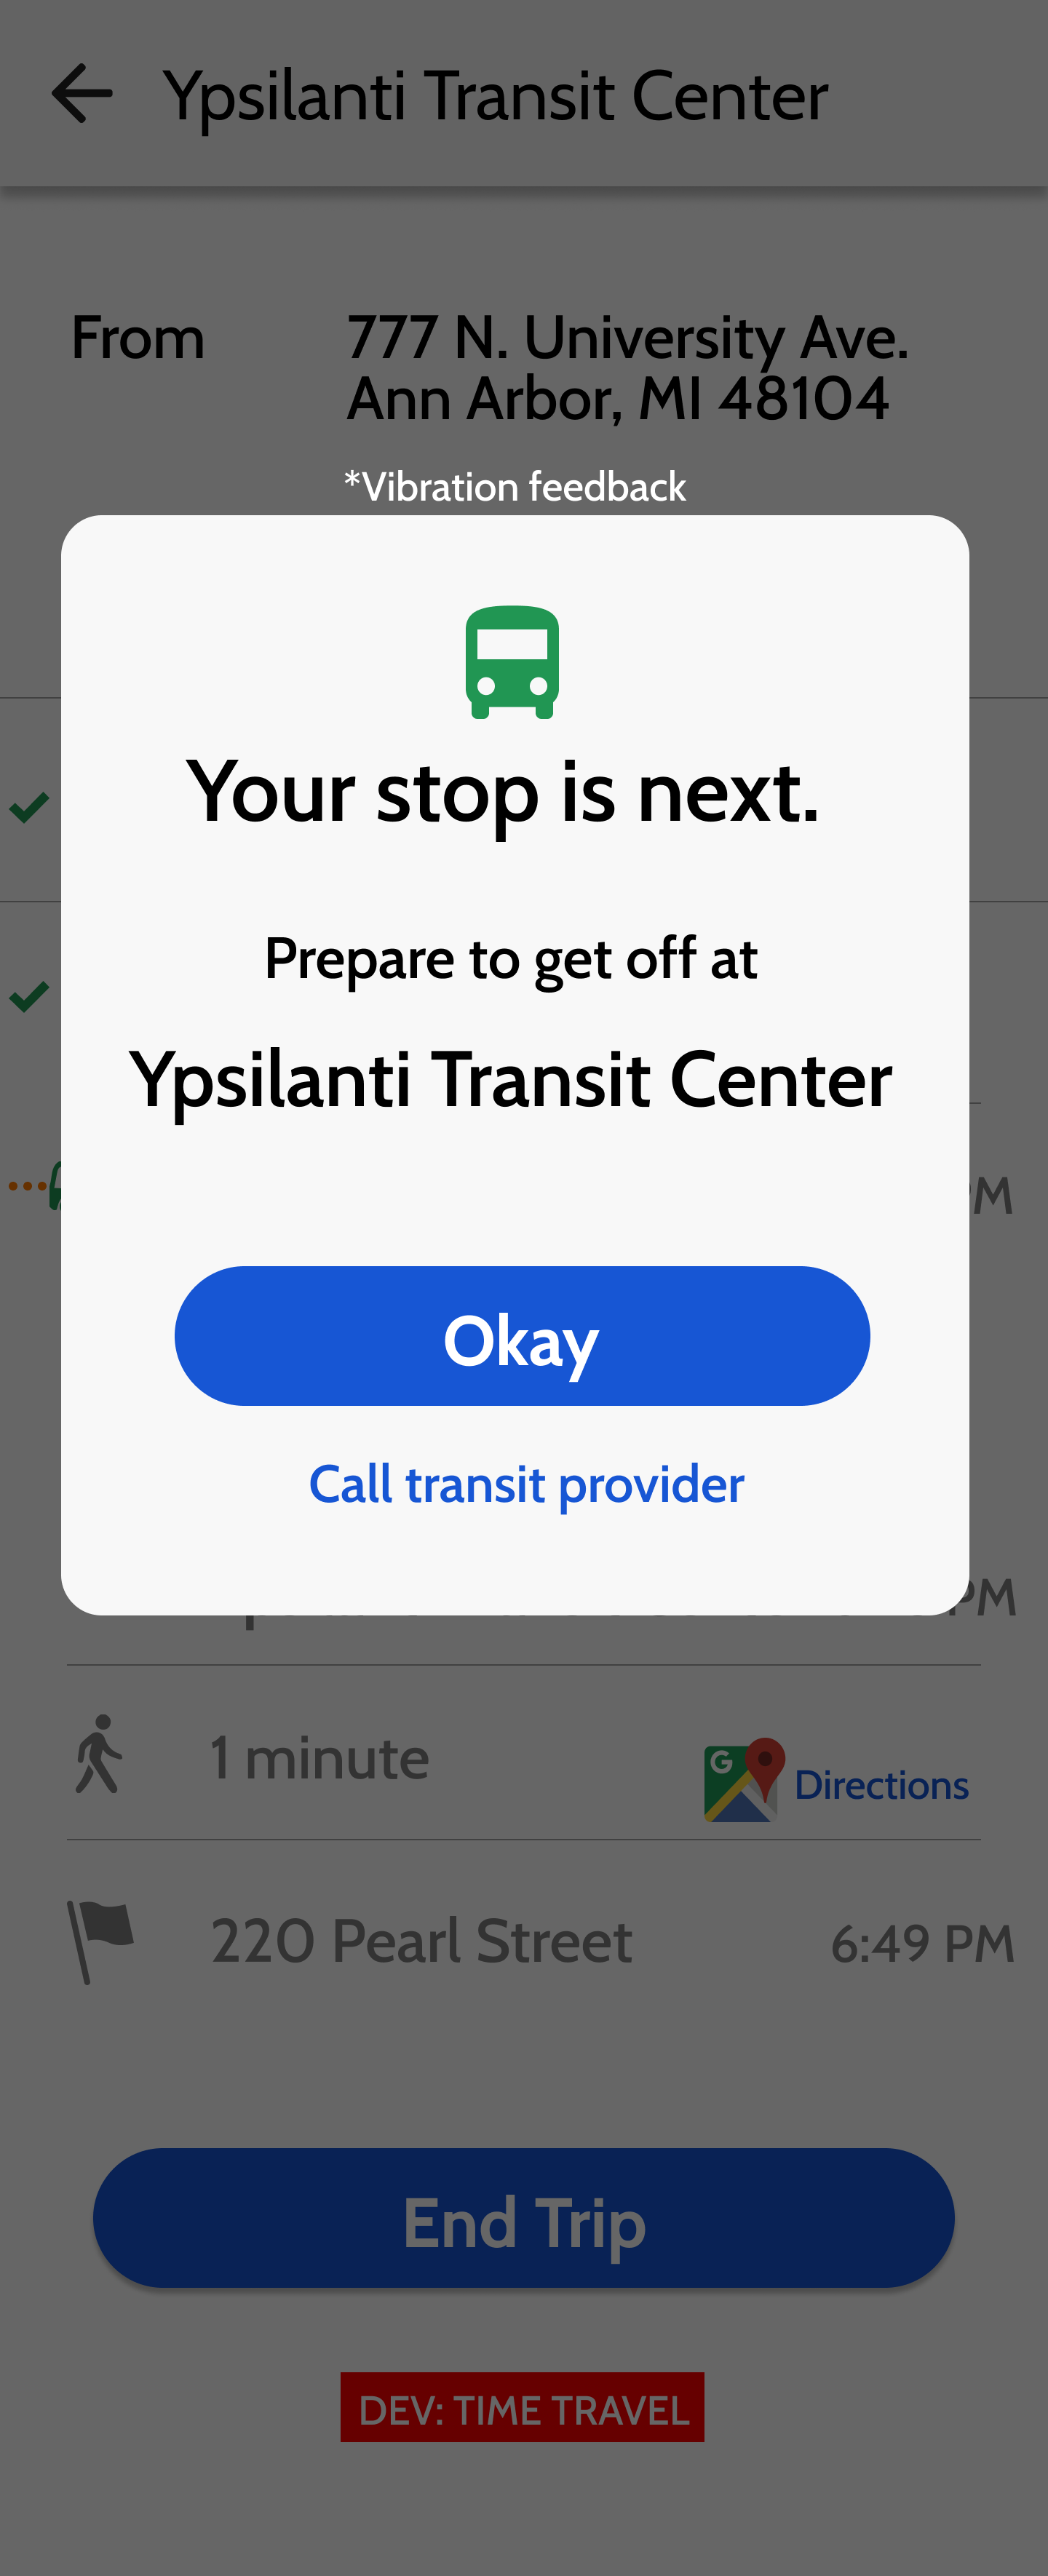 Ypsilanti Transit Center
From
777 N. University Ave.
Ann Arbor, MI 48104
*Vibration feedback
Your stop is next.
Prepare to get off at
Ypsilanti Transit Center
PM
Okay
Call transit provider
PM
1 minute
G
Directions
220 Pearl Street
6:49 PM
End Trip
DEV: TIME TRAVEL